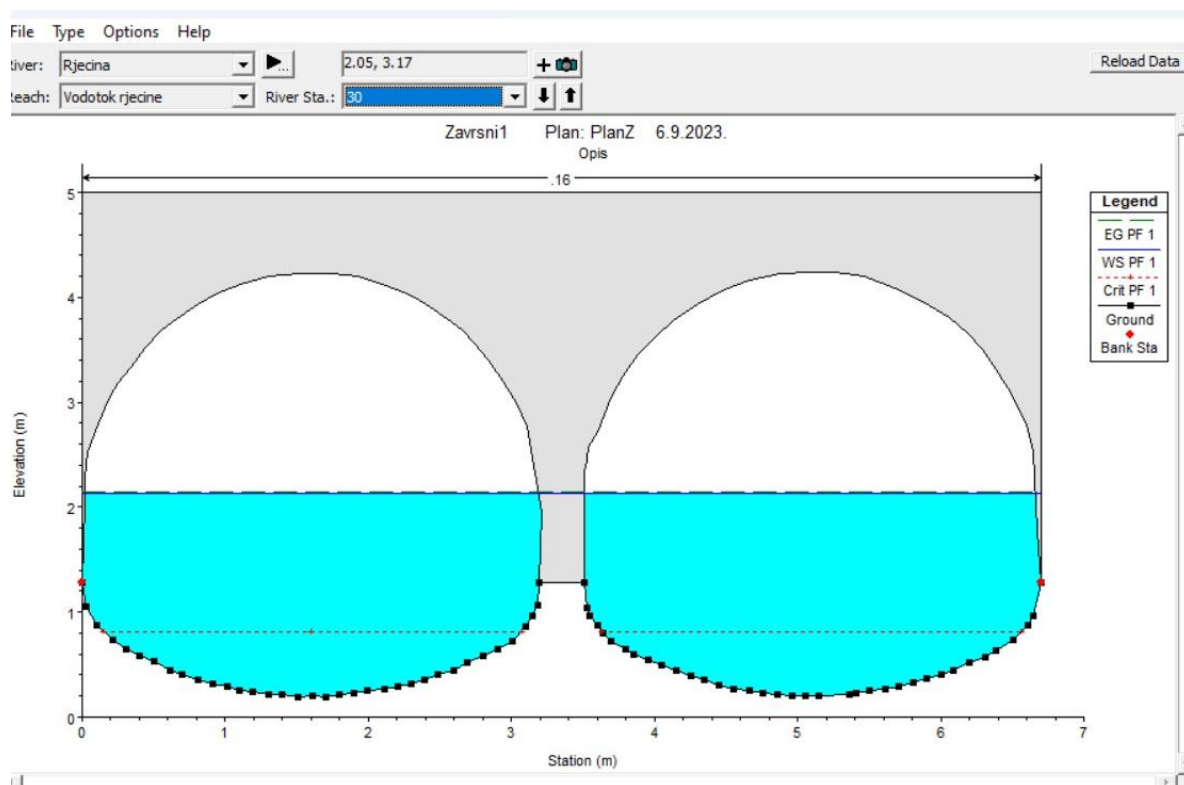 File Type Options Help
River: Rjecina 2.05, 3.17 Reload Data
Reach: Vodotok rjecine River Sta.: 30
Zavrsni1 Plan: PlanZ 6.9.2023.
Opis
.16
Legend
EG PF 1
WS PF 1
Crit PF 1
Ground
Bank Sta
Elevation (m)
5
4
3
2
1
0
0 1 2 3 4 5 6 7
Station (m)